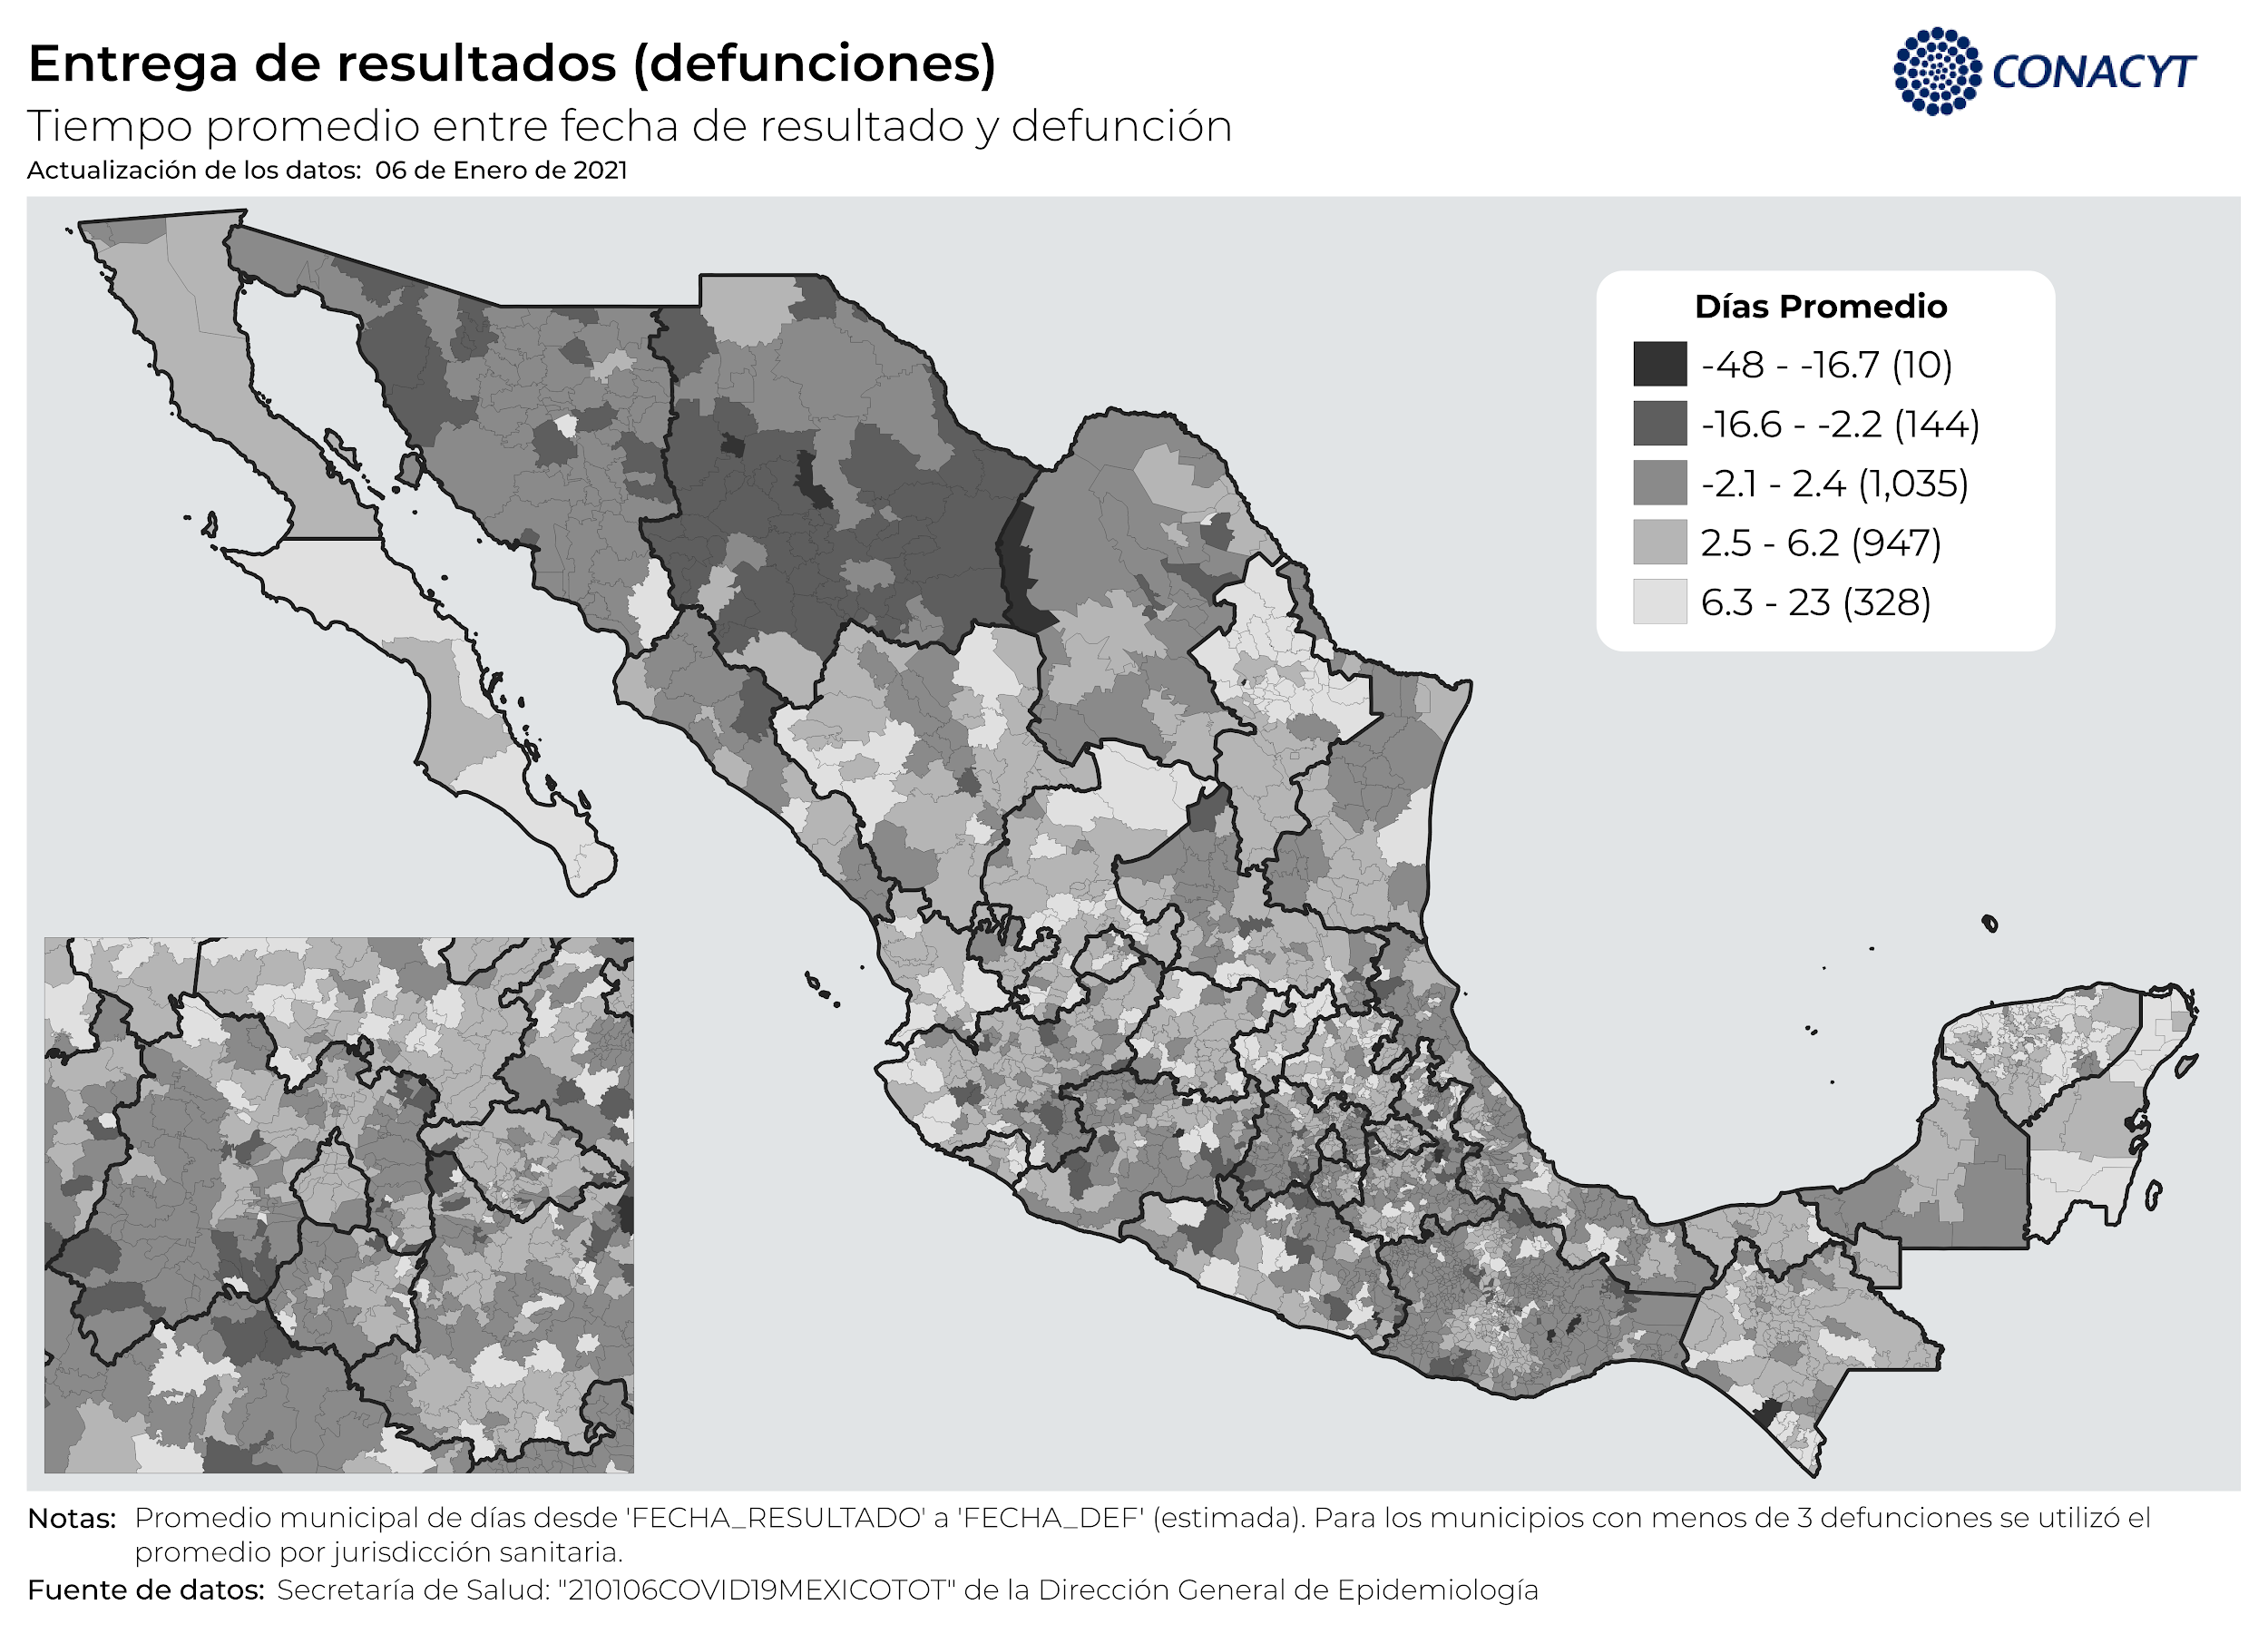 Entrega de resultados (defunciones)
CONACYT
Tiempo promedio entre fecha de resultado y defunción
Actualización de los datos: 06 de Enero de 2021
Días Promedio
-48 - -16.7 (10)
-16.6 - -2.2 (144)
-2.1 - 2.4 (1,035)
2.5 - 6.2 (947)
6.3 - 23 (328)
Notas: Promedio municipal de días desde 'FECHA_RESULTADO' a 'FECHA_DEF' (estimada). Para los municipios con menos de 3 defunciones se utilizó el
promedio por jurisdicción sanitaria.
Fuente de datos: Secretaría de Salud: "210106COVID19MEXICOTOT" de la Dirección General de Epidemiología